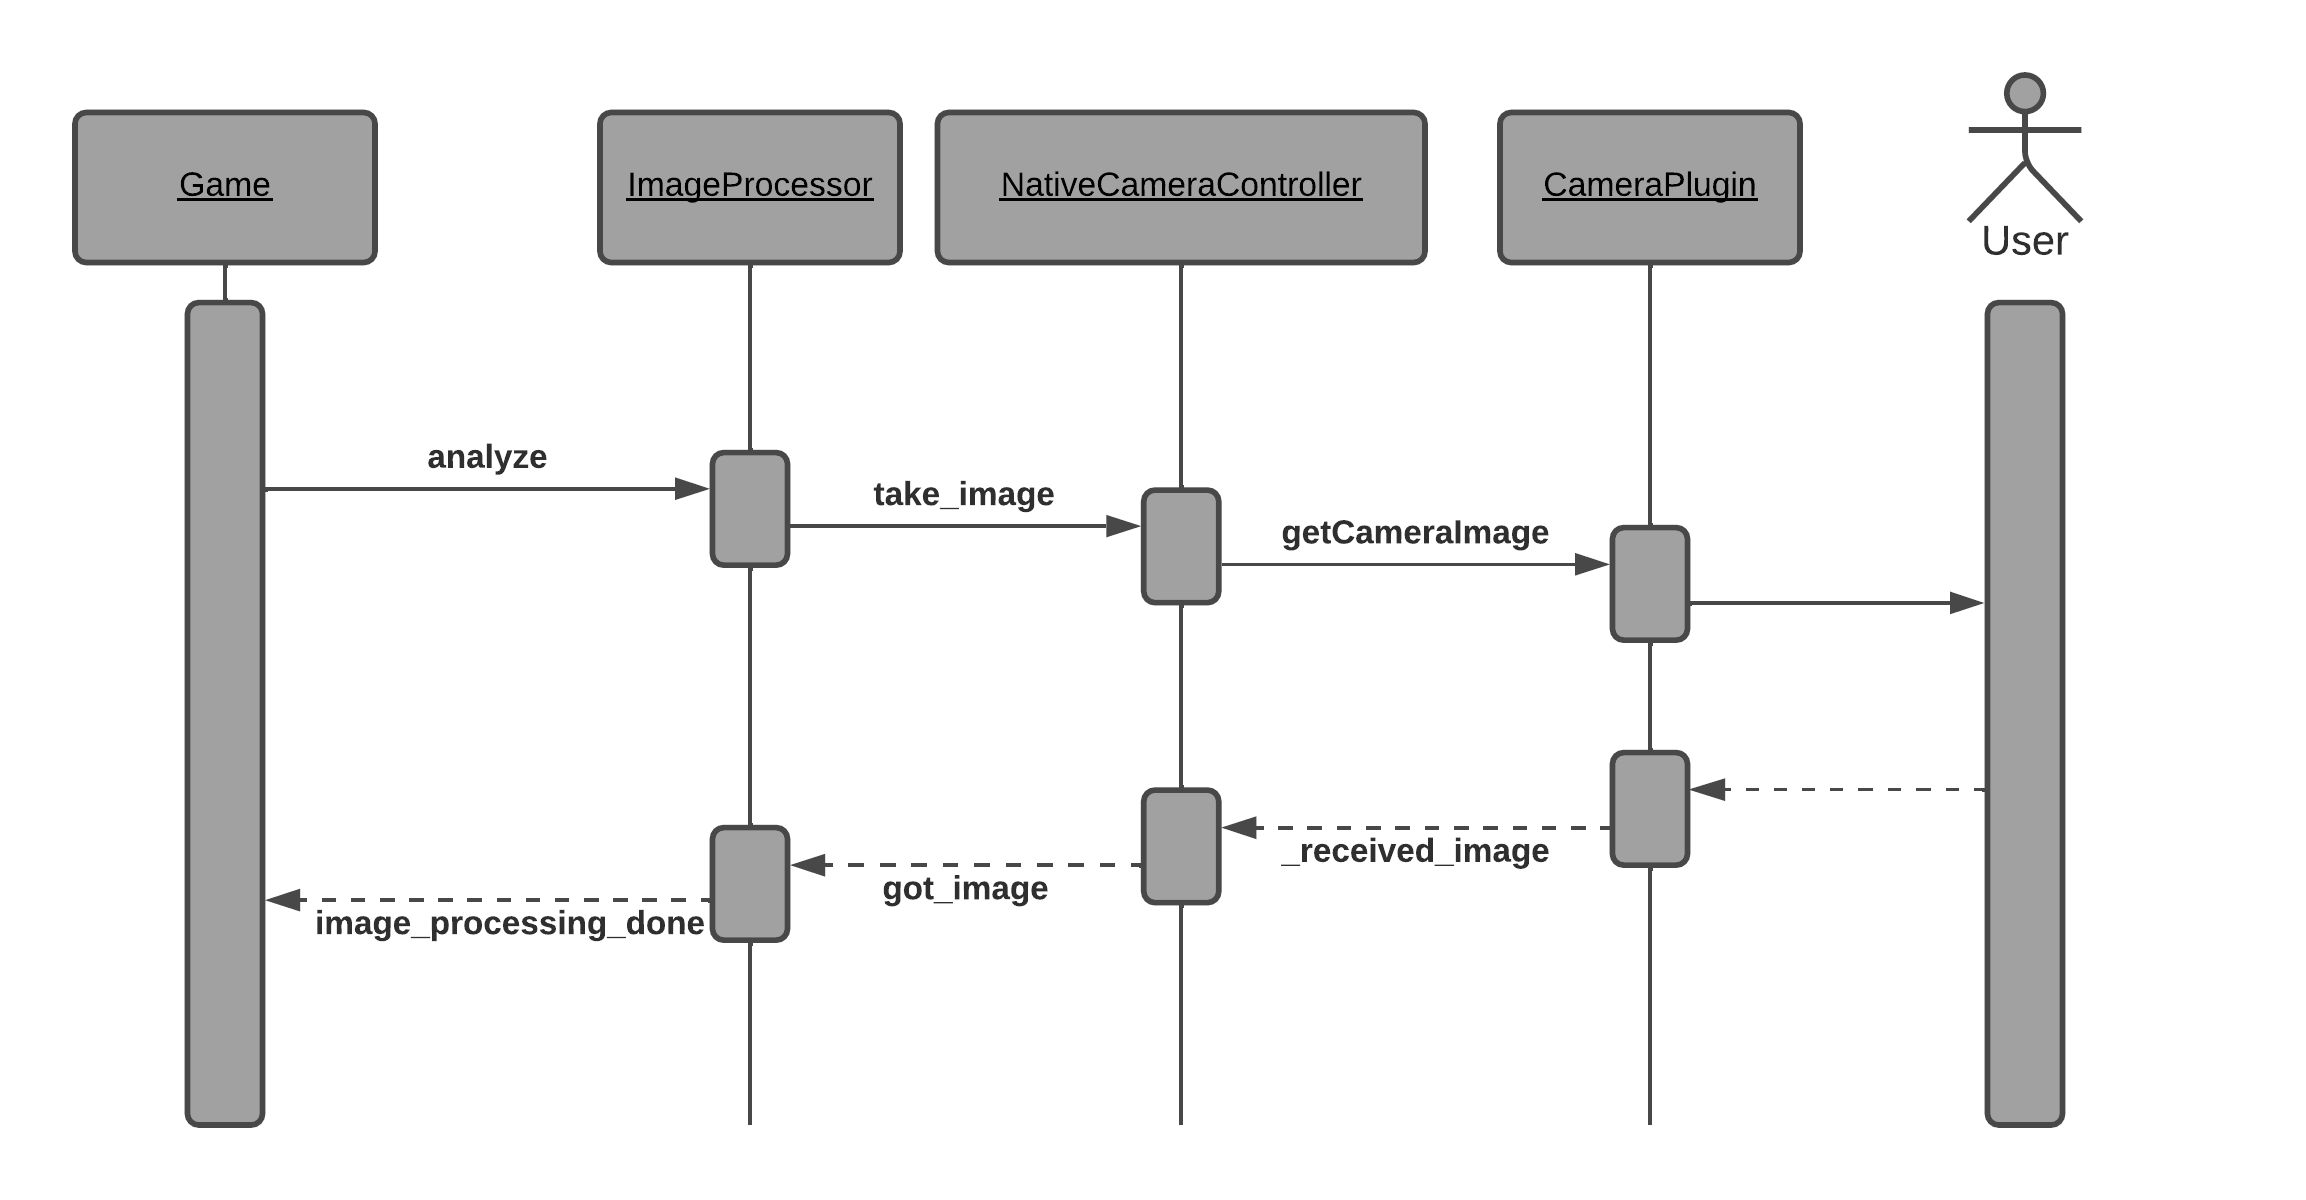 Game
ImageProcessor
NativeCameraController
CameraPlugin
User
analyze
take_image
getCameraImage
_received_image
got_image
image_processing_done